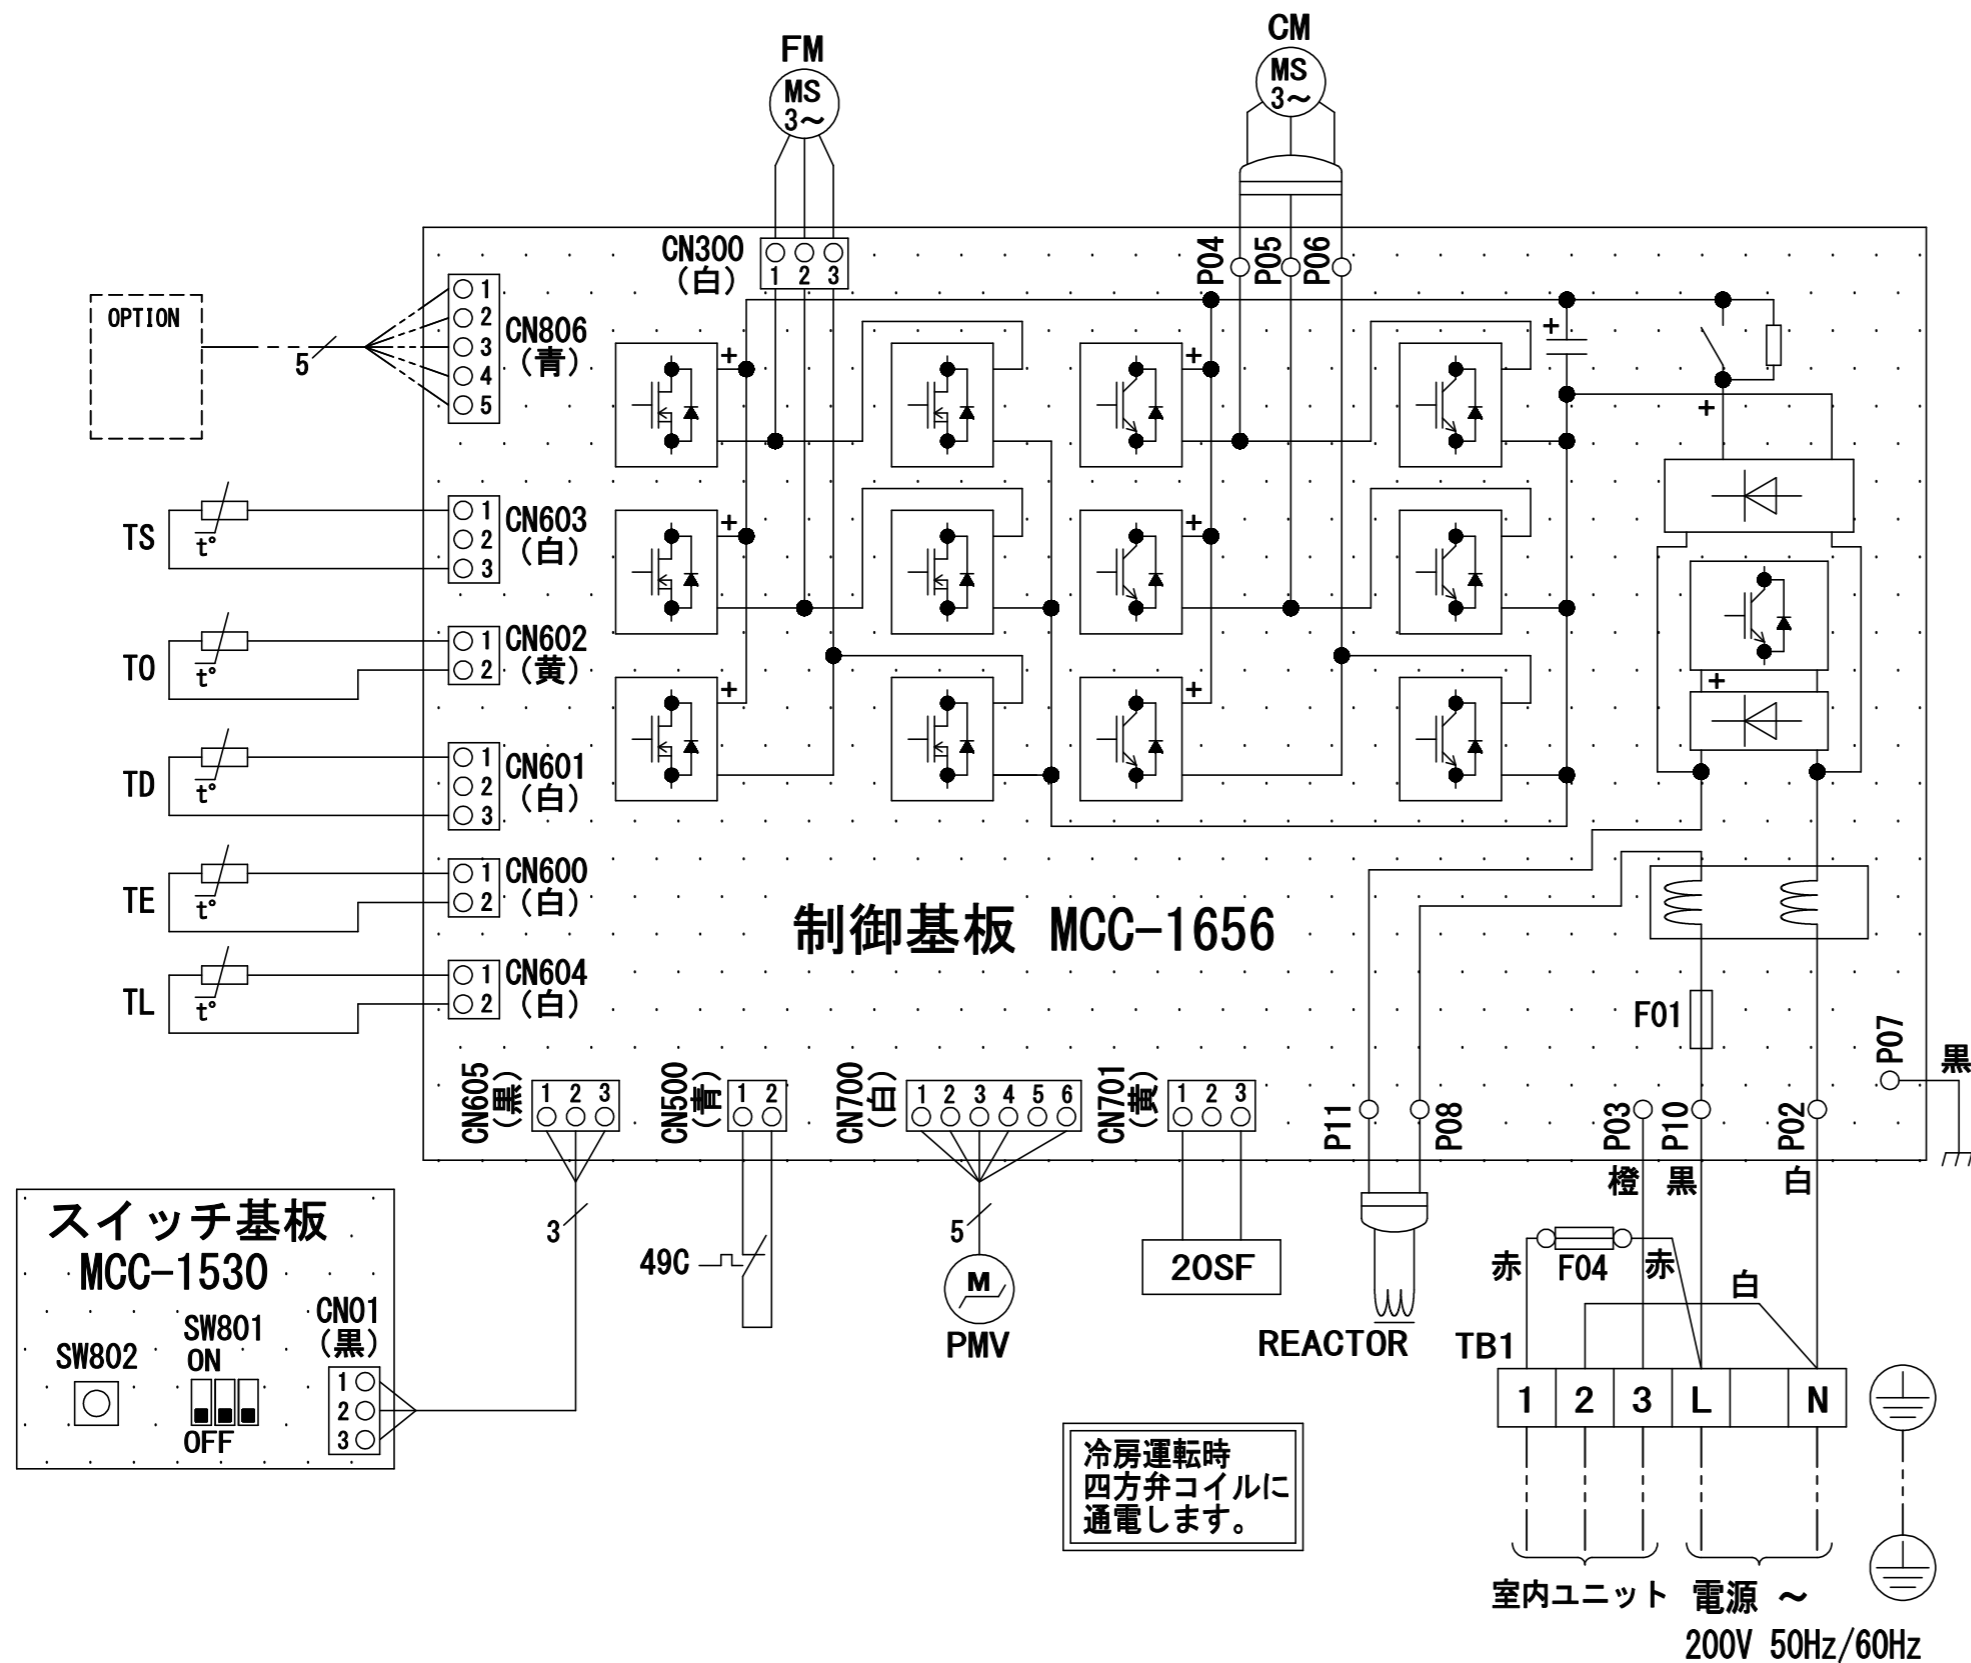 FM
MS
3～
CM
MS
3～
CN300
(白)
1 2 3
P04
P05
P06
OPTION
5
1
2
3
4
5
CN806
(青)
+
+
+
+
+
+
+
+
+
TS
t°
1
2
3
CN603
(白)
TO
t°
1
2
CN602
(黄)
TD
t°
1
2
3
CN601
(白)
TE
t°
1
2
CN600
(白)
TL
t°
1
2
CN604
(白)
制御基板 MCC-1656
F01
P07
黒
CN605
(黒)
1 2 3
CN500
(青)
1 2
CN700
(白)
1 2 3 4 5 6
CN701
(黄)
1 2 3
P11
P08
P03
橙
P10
黒
P02
白
3
49C
5
M
PMV
20SF
REACTOR
赤
F04
赤
白
TB1
1 2 3 L N
スイッチ基板
MCC-1530
SW802
SW801
ON
OFF
CN01
(黒)
1
2
3
冷房運転時
四方弁コイルに
通電します。
室内ユニット
電源 ～
200V 50Hz/60Hz